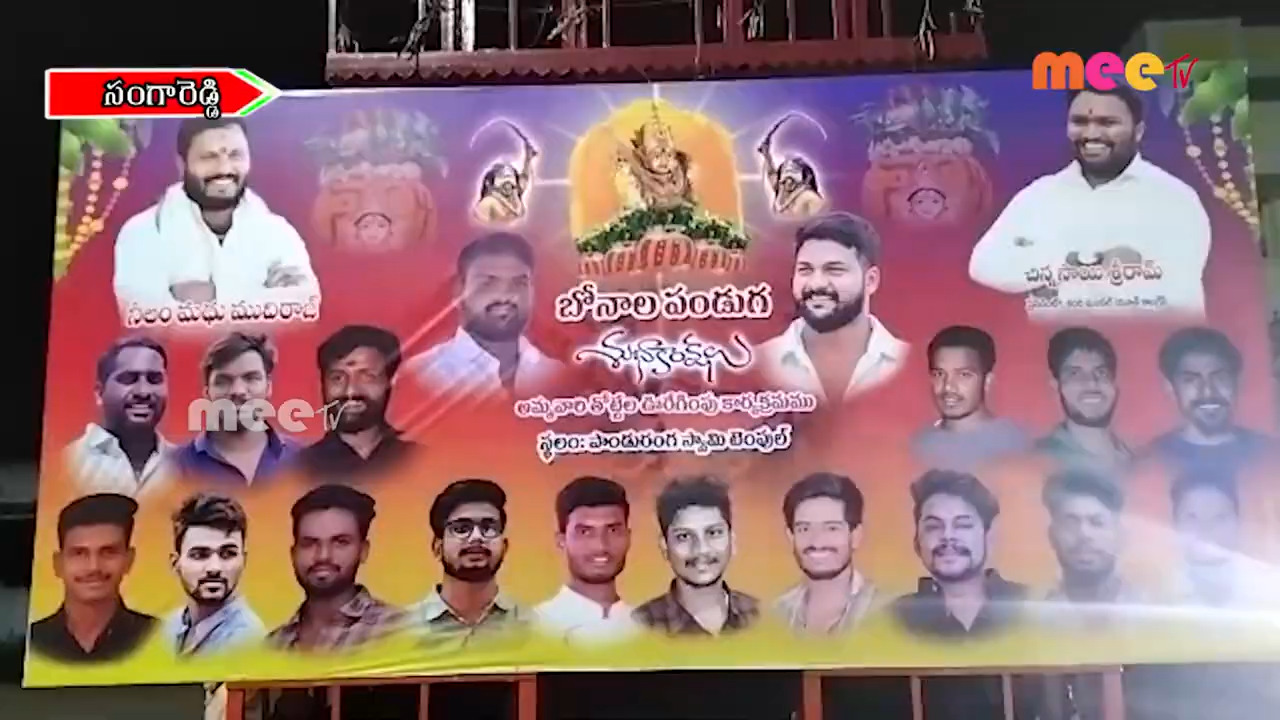 సంగారెడ్డి
mee TV
నీలం మధు ముదిరాజ్
చిన్న సాయి శ్రీరామ్
బోనాల పండుగ
శుభాకాంక్షలు
అమ్మవారి తొట్టెల ఊరేగింపు కార్యక్రమము
స్థలం: పాండురంగ స్వామి టెంపుల్
mee TV